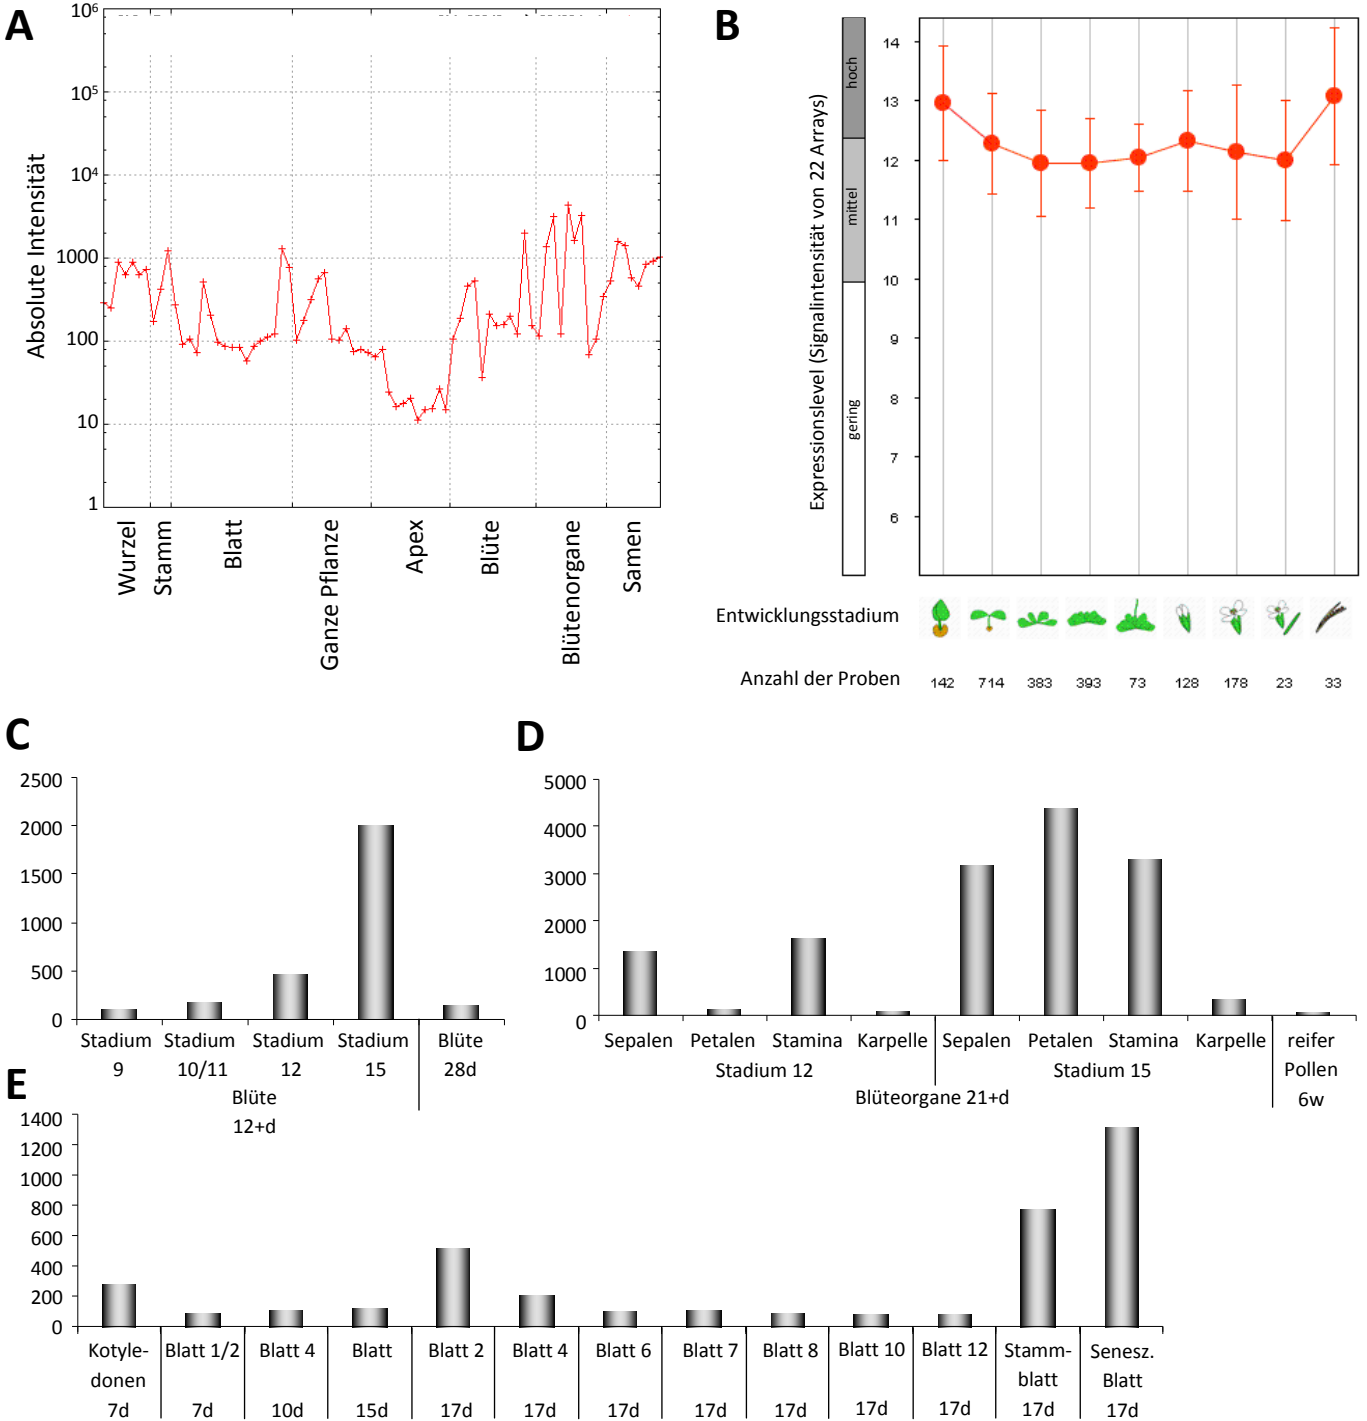 A
10⁶
10⁵
10⁴
1000
100
10
1
Absolute Intensität
Wurzel
Stamm
Blatt
Ganze Pflanze
Apex
Blüte
Blütenorgane
Samen
B
Expressionslevel (Signalintensität von 22 Arrays)
hoch
mittel
gering
14
13
12
11
10
9
8
7
6
Entwicklungsstadium
Anzahl der Proben 142 714 383 393 73 128 178 23 33
C
2500
2000
1500
1000
500
0
Stadium Stadium Stadium Stadium Blüte
9 10/11 12 15 28d
Blüte
12+d
D
5000
4000
3000
2000
1000
0
Sepalen Petalen Stamina Karpelle Sepalen Petalen Stamina Karpelle reifer
Stadium 12 Stadium 15 Pollen
Blüteorgane 21+d 6w
E
1400
1200
1000
800
600
400
200
0
Kotyle- Blatt 1/2 Blatt 4 Blatt Blatt 2 Blatt 4 Blatt 6 Blatt 7 Blatt 8 Blatt 10 Blatt 12 Stamm- Senesz.
donen blatt Blatt
7d 7d 10d 15d 17d 17d 17d 17d 17d 17d 17d 17d 17d